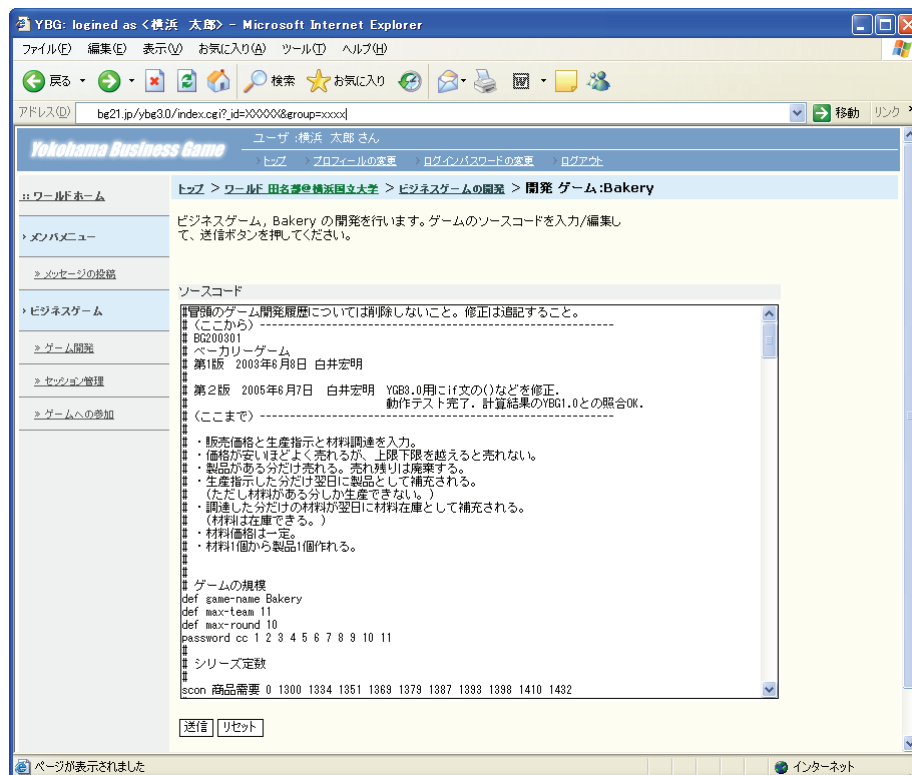 YBG: logined as <横浜 太郎> - Microsoft Internet Explorer
ファイル(F) 編集(E) 表示(V) お気に入り(A) ツール(T) ヘルプ(H)
戻る 検索 お気に入り
アドレス(D) bg21.jp/ybg3.0/index.cgi?_id=XXXXX&group=xxxx 移動 リンク
Yokohama Business Game
ユーザ :横浜 太郎 さん
> トップ > プロフィールの変更 > ログインパスワードの変更 > ログアウト
:: ワールドホーム
トップ > ワールド 田名部@横浜国立大学 > ビジネスゲームの開発 > 開発 ゲーム:Bakery
› メンバメニュー
» メッセージの投稿
› ビジネスゲーム
» ゲーム開発
» セッション管理
» ゲームへの参加
ビジネスゲーム, Bakery の開発を行います。ゲームのソースコードを入力/編集し
て、送信ボタンを押してください。
ソースコード
#冒頭のゲーム開発履歴については削除しないこと。修正は追記すること。
# (ここから) -----------------------------------------------------------
# BG200301
# ベーカリーゲーム
# 第1版 2003年6月8日 白井宏明
#
# 第２版 2005年6月7日 白井宏明 YGB3.0用にif文の()などを修正.
# 動作テスト完了. 計算結果のYBG1.0との照合OK.
# (ここまで) -----------------------------------------------------------
#
# ・販売価格と生産指示と材料調達を入力。
# ・価格が安いほどよく売れるが、上限下限を越えると売れない。
# ・製品がある分だけ売れる。売れ残りは廃棄する。
# ・生産指示した分だけ翌日に製品として補充される。
# (ただし材料がある分しか生産できない。)
# ・調達した分だけの材料が翌日に材料在庫として補充される。
# (材料は在庫できる。)
# ・材料価格は一定。
# ・材料1個から製品1個作れる。
#
#
# ゲームの規模
def game-name Bakery
def max-team 11
def max-round 10
password cc 1 2 3 4 5 6 7 8 9 10 11
#
# シリーズ定数
#
scon 商品需要 0 1300 1334 1351 1369 1379 1387 1393 1398 1410 1432
送信 リセット
ページが表示されました インターネット